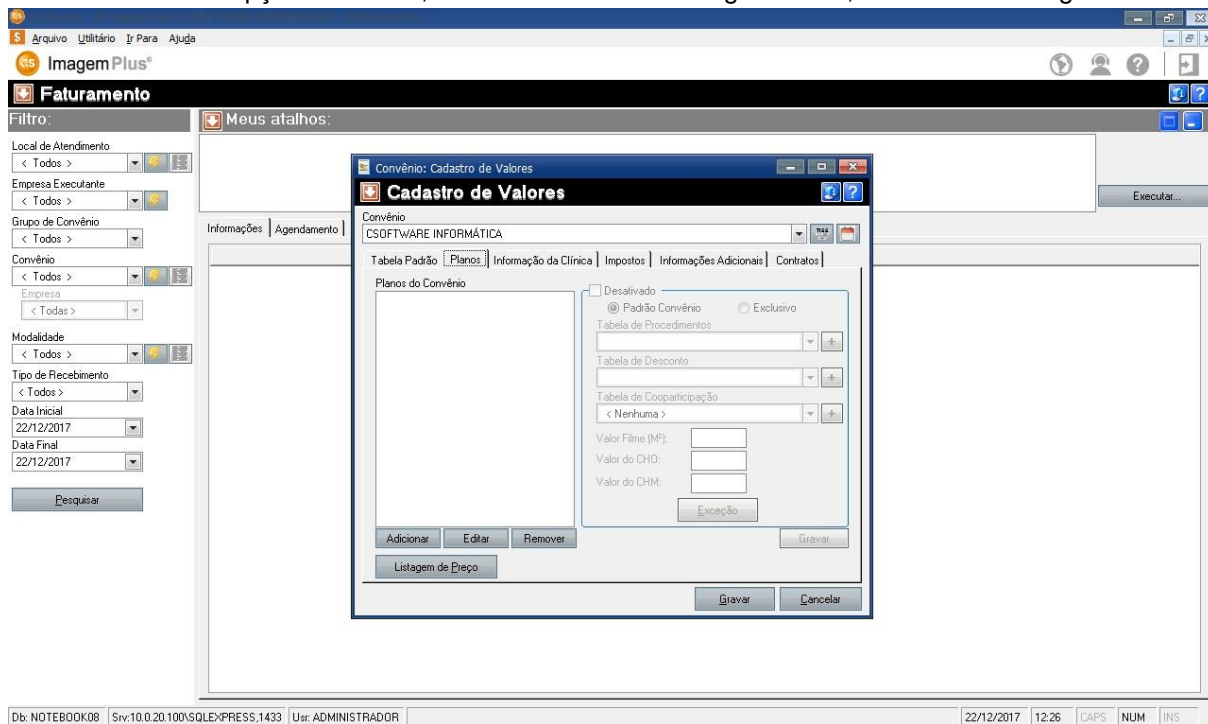 Arquivo Utilitário Ir Para Ajuda
ImagemPlus®
Faturamento
Filtro:
Meus atalhos:
Local de Atendimento
< Todos >
Empresa Executante
< Todos >
Executar...
Grupo de Convênio
< Todos >
Informações Agendamento
Convênio
< Todos >
Empresa
< Todas >
Modalidade
< Todos >
Tipo de Recebimento
< Todos >
Data Inicial
22/12/2017
Data Final
22/12/2017
Pesquisar
Convênio: Cadastro de Valores
Cadastro de Valores
Convênio
CSOFTWARE INFORMÁTICA
Tabela Padrão Planos Informação da Clínica Impostos Informações Adicionais Contratos
Planos do Convênio
Desativado
Padrão Convênio Exclusivo
Tabela de Procedimentos
Tabela de Desconto
Tabela de Cooparticipação
< Nenhuma >
Valor Filme (M²):
Valor do CHO:
Valor do CHM:
Exceção
Adicionar Editar Remover Gravar
Listagem de Preço
Gravar Cancelar
Db: NOTEBOOK08 Srv:10.0.20.100\SQLEXPRESS,1433 Usr: ADMINISTRADOR 22/12/2017 12:26 CAPS NUM INS